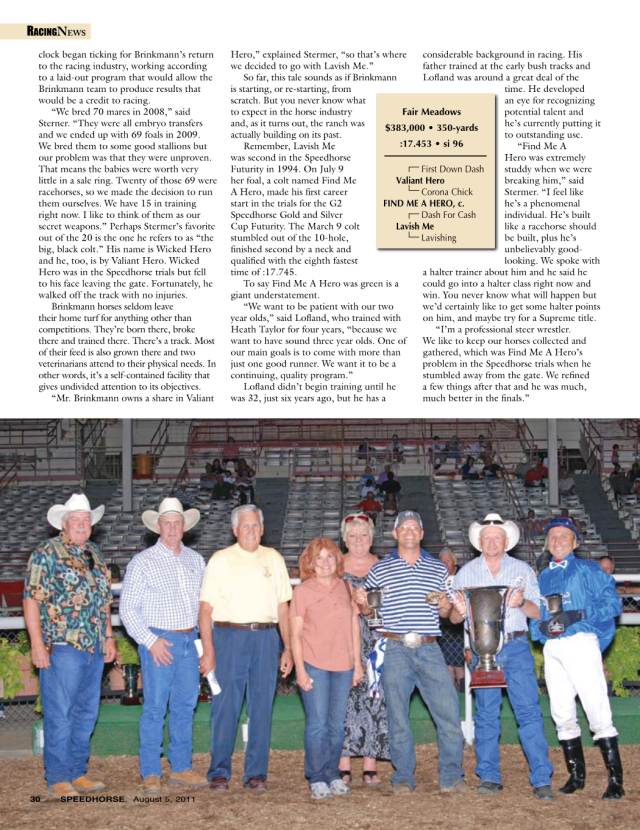 RACINGNEWS
clock began ticking for Brinkmann's return
to the racing industry, working according
to a laid-out program that would allow the
Brinkmann team to produce results that
would be a credit to racing.
"We bred 70 mares in 2008," said
Sterner. "They were all embryo transfers
and we ended up with 69 foals in 2009.
We bred them to some good stallions but
our problem was that they were unproven.
That means the babies were worth very
little in a sale ring. Twenty of those 69 were
racehorses, so we made the decision to run
them ourselves. We have 15 in training
right now. I like to think of them as our
secret weapons." Perhaps Stermer's favorite
out of the 20 is the one he refers to as "the
big, black colt." His name is Wicked Hero
and he, too, is by Valiant Hero. Wicked
Hero was in the Speedhorse trials but fell
to his face leaving the gate. Fortunately, he
walked off the track with no injuries.
Brinkmann horses seldom leave
their home turf for anything other than
competitions. They're born there, broke
there and trained there. There's a track. Most
of their feed is also grown there and two
veterinarians attend to their physical needs. In
other words, it's a self-contained facility that
gives undivided attention to its objectives.
"Mr. Brinkmann owns a share in Valiant
Hero," explained Stermer, "so that's where
we decided to go with Lavish Me."
So far, this tale sounds as if Brinkmann
is starting, or re-starting, from
scratch. But you never know what
to expect in the horse industry
and, as it turns out, the ranch was
actually building on its past.
Remember, Lavish Me
was second in the Speedhorse
Futurity in 1994. On July 9
her foal, a colt named Find Me
A Hero, made his first career
start in the trials for the G2
Speedhorse Gold and Silver
Cup Futurity. The March 9 colt
stumbled out of the 10-hole,
finished second by a neck and
qualified with the eighth fastest
time of :17.745.
To say Find Me A Hero was green is a
giant understatement.
"We want to be patient with our two
year olds," said Lofland, who trained with
Heath Taylor for four years, "because we
want to have sound three year olds. One of
our main goals is to come with more than
just one good runner. We want it to be a
continuing, quality program."
Lofland didn't begin training until he
was 32, just six years ago, but he has a
considerable background in racing. His
father trained at the early bush tracks and
Lofland was around a great deal of the
time. He developed
an eye for recognizing
potential talent and
he's currently putting it
to outstanding use.
"Find Me A
Hero was extremely
studdy when we were
breaking him," said
Stermer. "I feel like
he's a phenomenal
individual. He's built
like a racehorse should
be built, plus he's
unbelievably good-
looking. We spoke with
a halter trainer about him and he said he
could go into a halter class right now and
win. You never know what will happen but
we'd certainly like to get some halter points
on him, and maybe try for a Supreme title.
"I'm a professional steer wrestler.
We like to keep our horses collected and
gathered, which was Find Me A Hero's
problem in the Speedhorse trials when he
stumbled away from the gate. We refined
a few things after that and he was much,
much better in the finals."
Fair Meadows
$383,000 • 350-yards
:17.453 • si 96
First Down Dash
Valiant Hero
Corona Chick
FIND ME A HERO, c.
Dash For Cash
Lavish Me
Lavishing
30 SPEEDHORSE, August 5, 2011